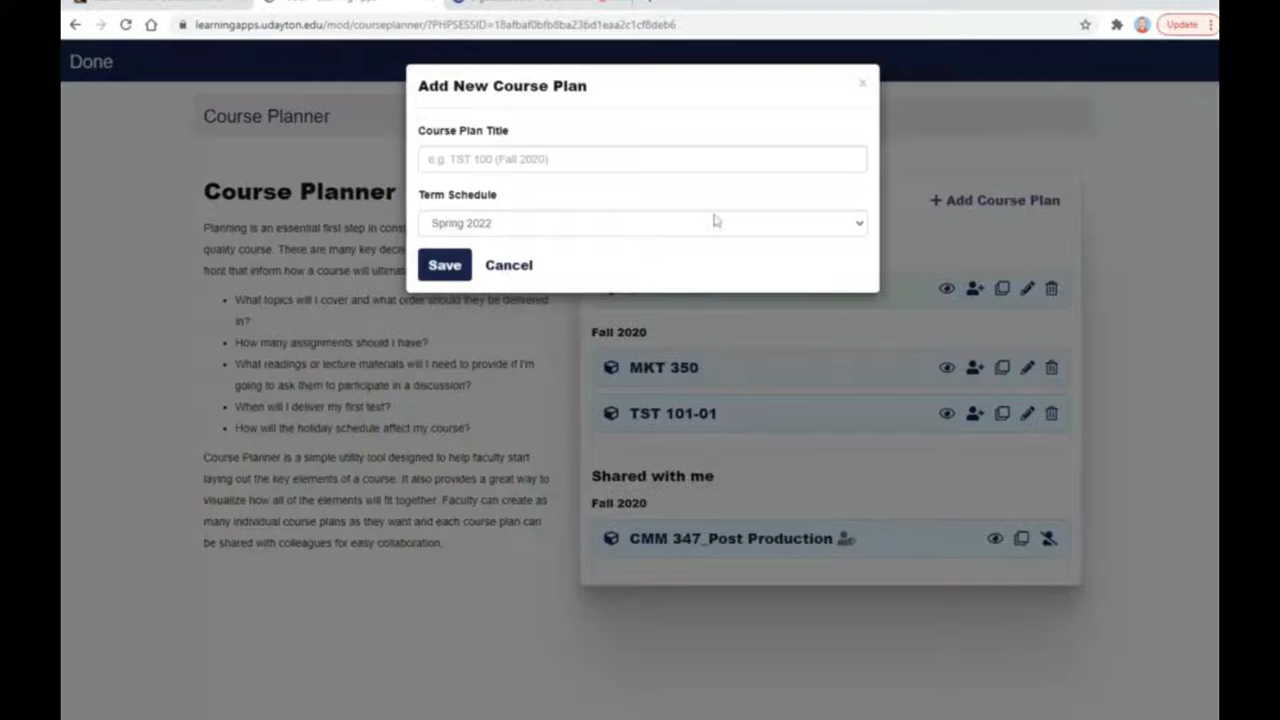 learningapps.udayton.edu/mod/courseplanner/?PHPSESSID=18afbaf0bfb8ba23bd1eaa2c1cf8deb6
Update
Done
Course Planner
Add New Course Plan
×
Course Plan Title
e.g. TST 100 (Fall 2020)
Term Schedule
Spring 2022
Save
Cancel
Course Planner
Planning is an essential first step in
quality course. There are many key
front that inform how a course will
What topics will I cover and what order should they be delivered
in?
How many assignments should I have?
What readings or lecture materials will I need to provide if I'm
going to ask them to participate in a discussion?
When will I deliver my first test?
How will the holiday schedule affect my course?
Course Planner is a simple utility tool designed to help faculty start
laying out the key elements of a course. It also provides a great way to
visualize how all of the elements will fit together. Faculty can create as
many individual course plans as they want and each course plan can
be shared with colleagues for easy collaboration.
+ Add Course Plan
Fall 2020
MKT 350
TST 101-01
Shared with me
Fall 2020
CMM 347_Post Production